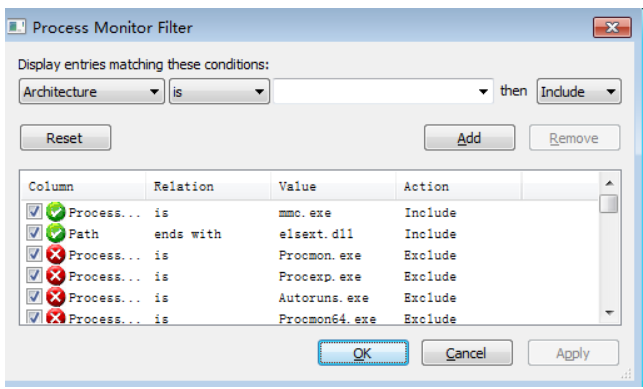 Process Monitor Filter
Display entries matching these conditions:
Architecture is then Include
Reset Add Remove
Column Relation Value Action
Process... is mmc.exe Include
Path ends with elsext.dll Include
Process... is Procmon.exe Exclude
Process... is Procexp.exe Exclude
Process... is Autoruns.exe Exclude
Process... is Procmon64.exe Exclude
OK Cancel Apply